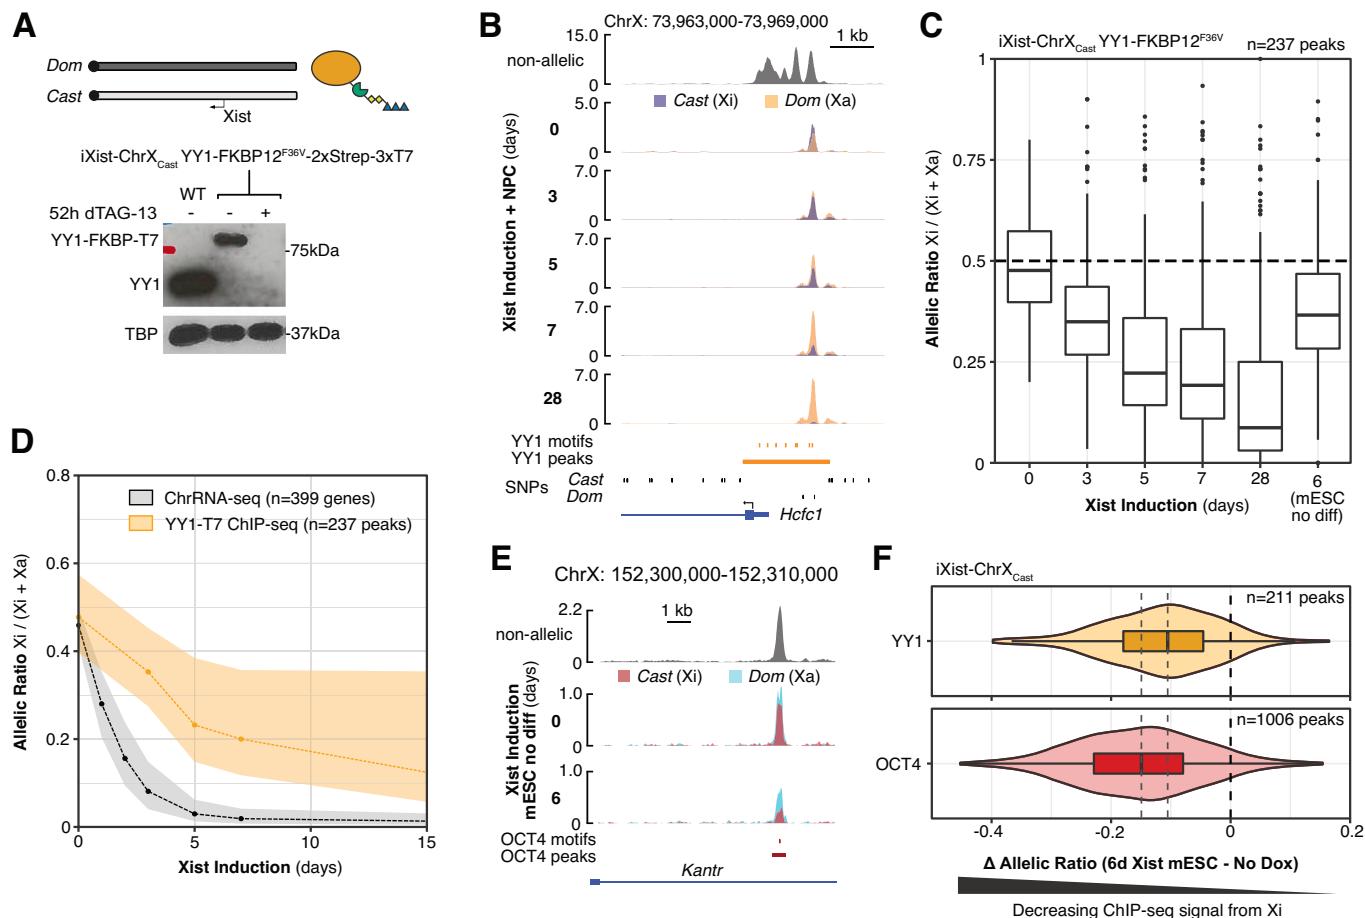 A
Dom
Cast
Xist
iXist-ChrXCast YY1-FKBP12F36V-2xStrep-3xT7
WT
52h dTAG-13 - - +
YY1-FKBP-T7
-75kDa
YY1
TBP
-37kDa
B
ChrX: 73,963,000-73,969,000
1 kb
15.0
non-allelic
0
Cast (Xi) Dom (Xa)
Xist Induction + NPC (days)
5.0
0
0
7.0
3
0
7.0
5
0
7.0
7
0
7.0
28
0
YY1 motifs
YY1 peaks
SNPs
Cast
Dom
Hcfc1
C
iXist-ChrXCast YY1-FKBP12F36V
n=237 peaks
Allelic Ratio Xi / (Xi + Xa)
1
0.75
0.5
0.25
0
0 3 5 7 28 6
(mESC
no diff)
Xist Induction (days)
D
Allelic Ratio Xi / (Xi + Xa)
0.8
0.6
0.4
0.2
0
ChrRNA-seq (n=399 genes)
YY1-T7 ChIP-seq (n=237 peaks)
0 5 10 15
Xist Induction (days)
E
ChrX: 152,300,000-152,310,000
1 kb
2.2
non-allelic
0
Cast (Xi) Dom (Xa)
Xist Induction
mESC no diff (days)
1.0
0
0
1.0
6
0
OCT4 motifs
OCT4 peaks
Kantr
F
iXist-ChrXCast
n=211 peaks
YY1
n=1006 peaks
OCT4
-0.4 -0.2 0 0.2
Δ Allelic Ratio (6d Xist mESC - No Dox)
Decreasing ChIP-seq signal from Xi